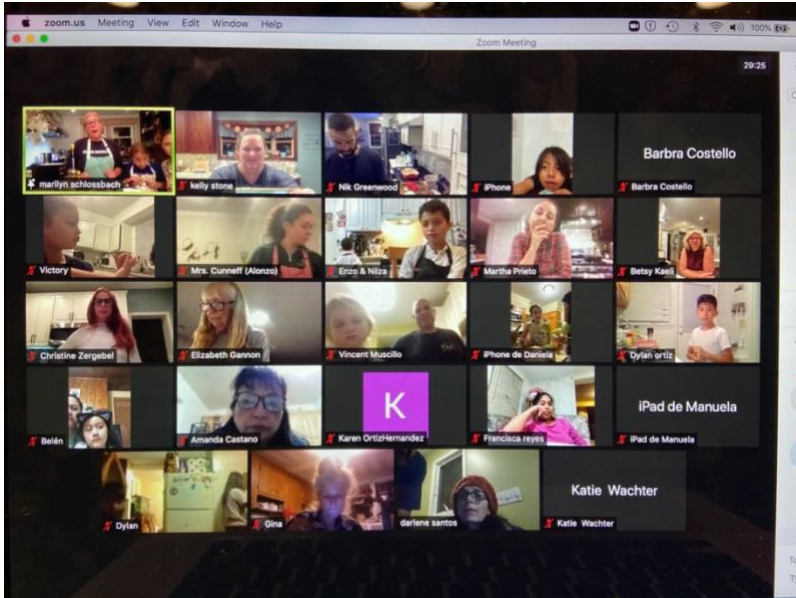 zoom.us Meeting View Edit Window Help
100%
Zoom Meeting
29:25
marilyn schlossbach
kelly stone
Nik Greenwood
iPhone
Barbra Costello
Barbra Costello
Victory
Mrs. Cunneff (Alonzo)
Enzo & Nilza
Martha Prieto
Betsy Kaeli
Christine Zergebel
Elizabeth Gannon
Vincent Muscillo
iPhone de Daniela
Dylan ortiz
Belén
Amanda Castano
K
Karen OrtizHernandez
Francisca reyes
iPad de Manuela
iPad de Manuela
Dylan
Gina
darlene santos
Katie Wachter
Katie Wachter